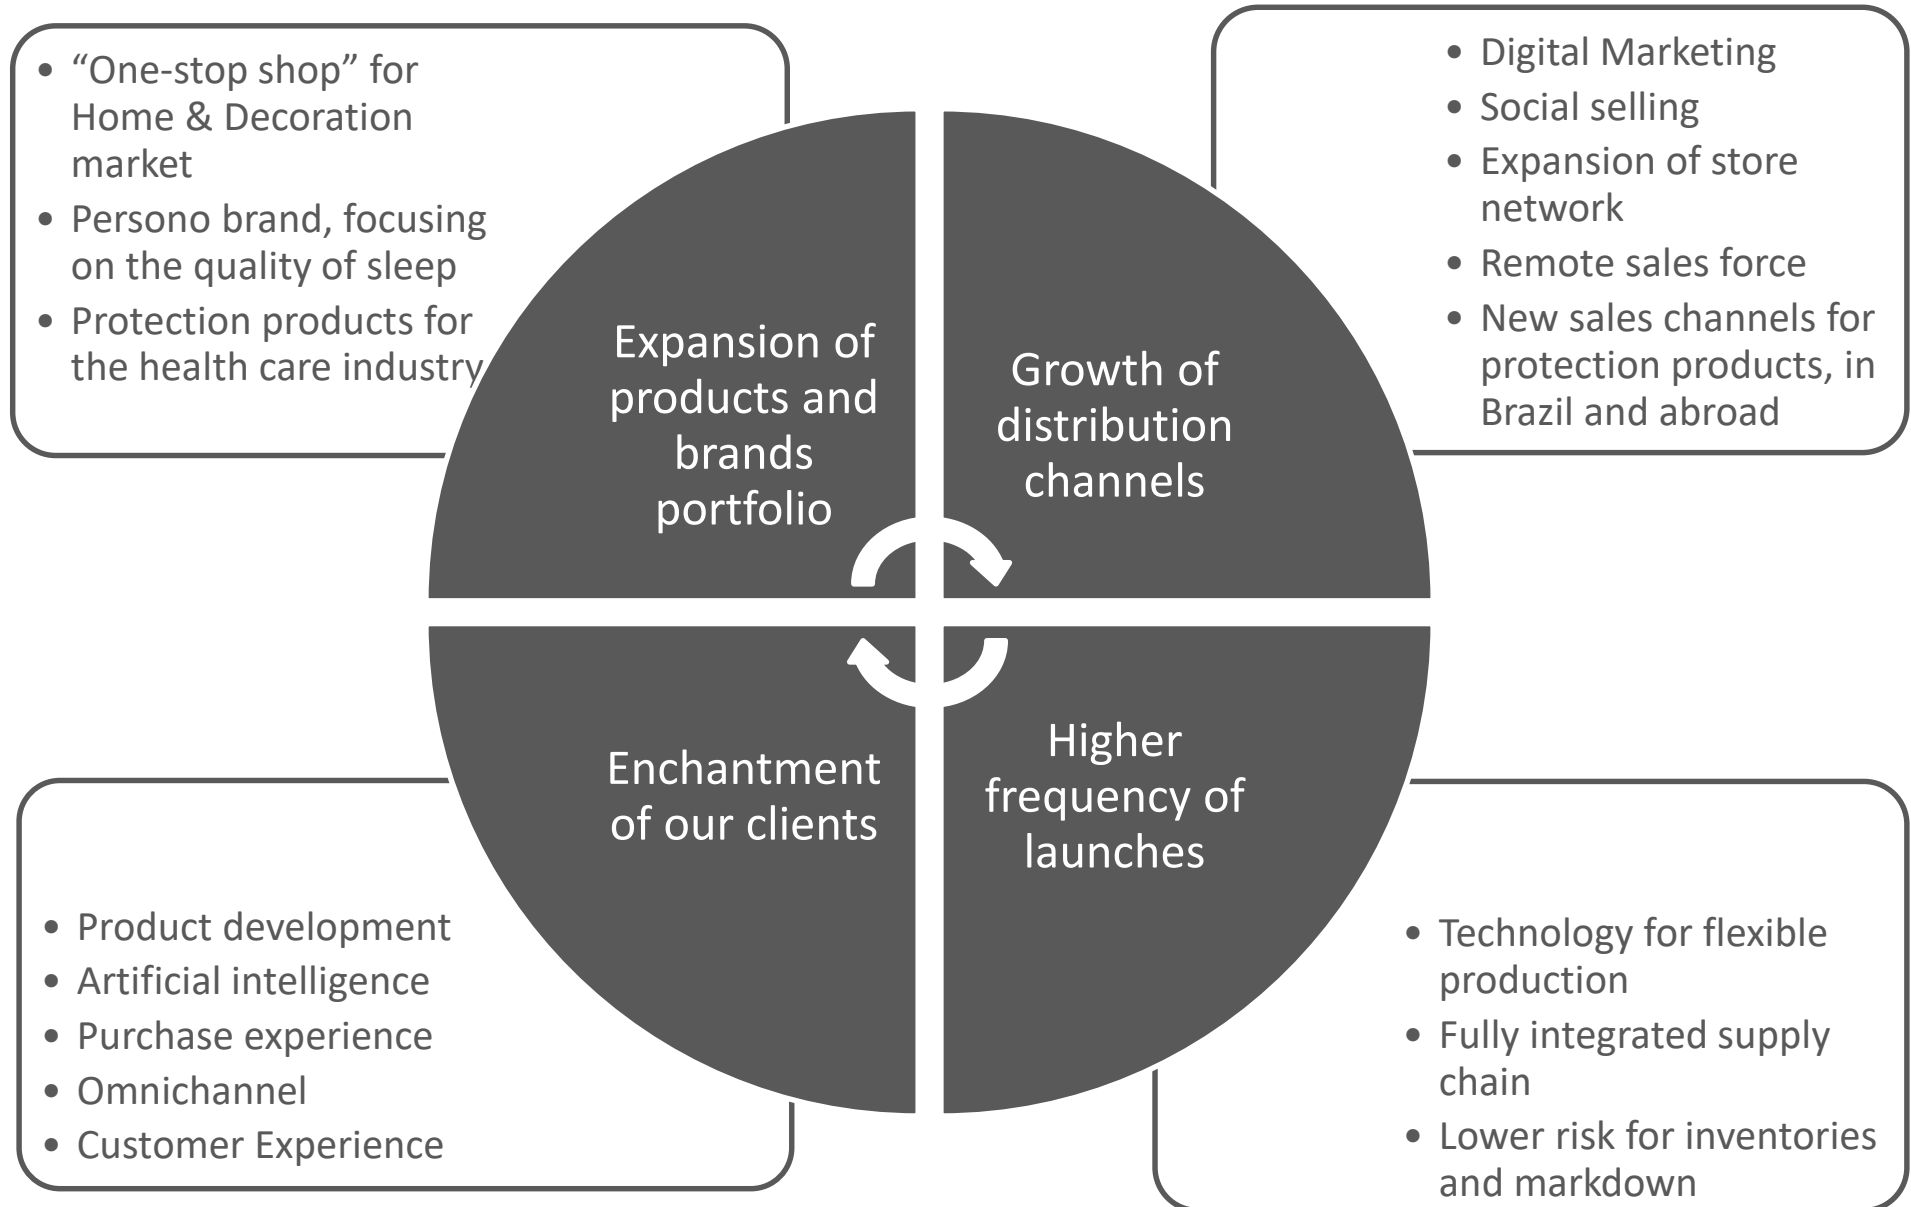 • “One-stop shop” for
Home & Decoration
market
• Persono brand, focusing
on the quality of sleep
• Protection products for
the health care industry
• Digital Marketing
• Social selling
• Expansion of store
network
• Remote sales force
• New sales channels for
protection products, in
Brazil and abroad
Expansion of
products and
brands
portfolio
Growth of
distribution
channels
Enchantment
of our clients
Higher
frequency of
launches
• Product development
• Artificial intelligence
• Purchase experience
• Omnichannel
• Customer Experience
• Technology for flexible
production
• Fully integrated supply
chain
• Lower risk for inventories
and markdown